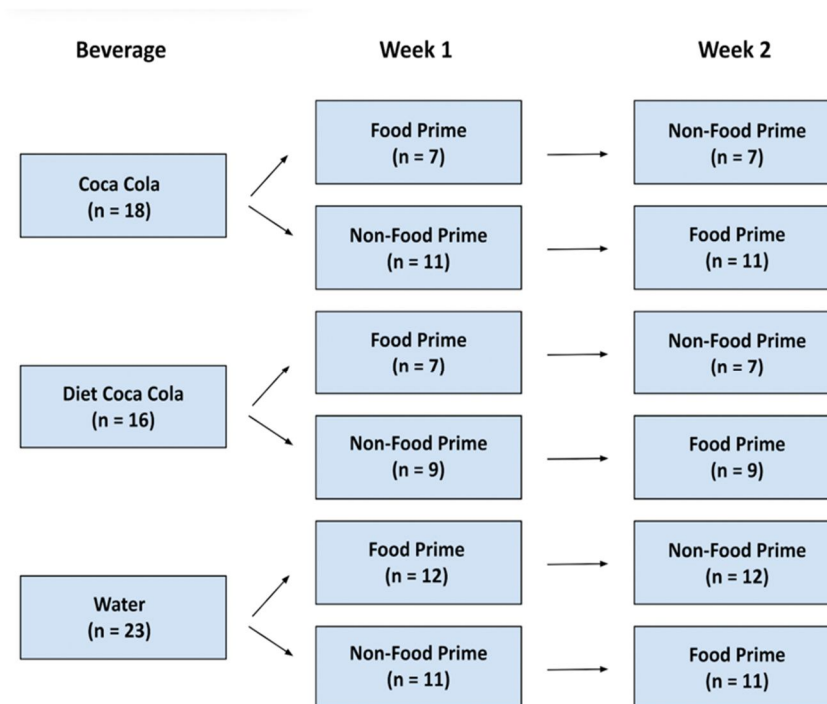 Beverage Week 1 Week 2
Food Prime
(n = 7)
Non-Food Prime
(n = 7)
Coca Cola
(n = 18)
Non-Food Prime
(n = 11)
Food Prime
(n = 11)
Food Prime
(n = 7)
Non-Food Prime
(n = 7)
Diet Coca Cola
(n = 16)
Non-Food Prime
(n = 9)
Food Prime
(n = 9)
Food Prime
(n = 12)
Non-Food Prime
(n = 12)
Water
(n = 23)
Non-Food Prime
(n = 11)
Food Prime
(n = 11)